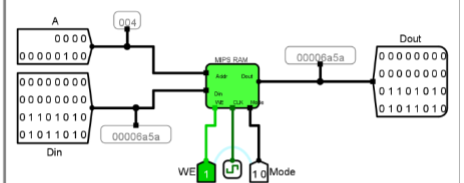 A
004
0000
00000100
MIPS RAM
Addr Dout
Din
WE CLK Mode
00006a5a
Dout
00000000
00000000
01101010
01011010
00000000
00000000
01101010
01011010
Din
00006a5a
WE 1
10 Mode